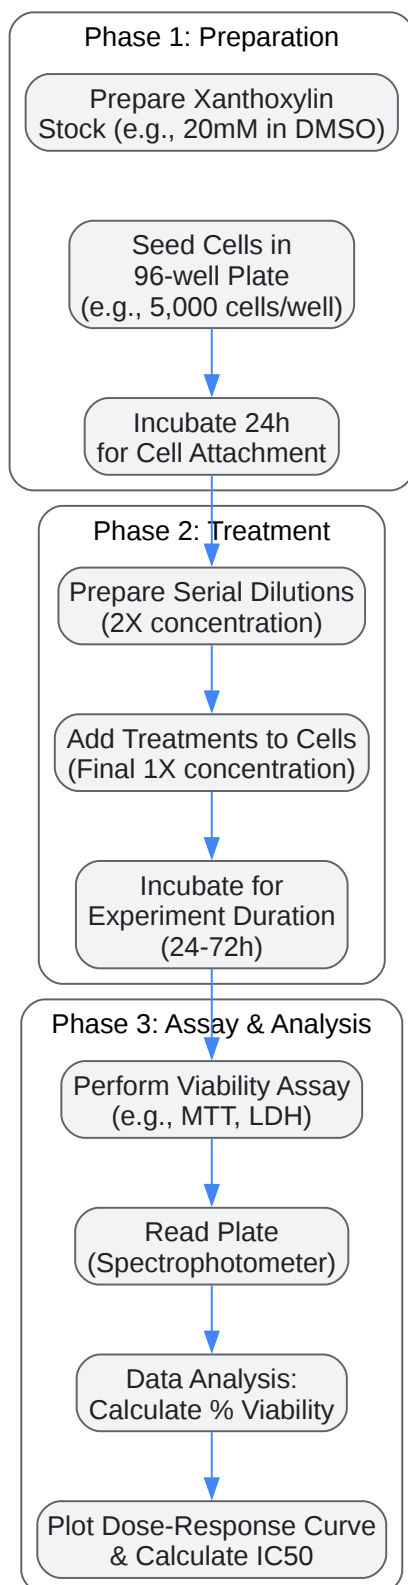 Phase 1: Preparation
Prepare Xanthoxylin
Stock (e.g., 20mM in DMSO)
Seed Cells in
96-well Plate
(e.g., 5,000 cells/well)
Incubate 24h
for Cell Attachment
Phase 2: Treatment
Prepare Serial Dilutions
(2X concentration)
Add Treatments to Cells
(Final 1X concentration)
Incubate for
Experiment Duration
(24-72h)
Phase 3: Assay & Analysis
Perform Viability Assay
(e.g., MTT, LDH)
Read Plate
(Spectrophotometer)
Data Analysis:
Calculate % Viability
Plot Dose-Response Curve
& Calculate IC50